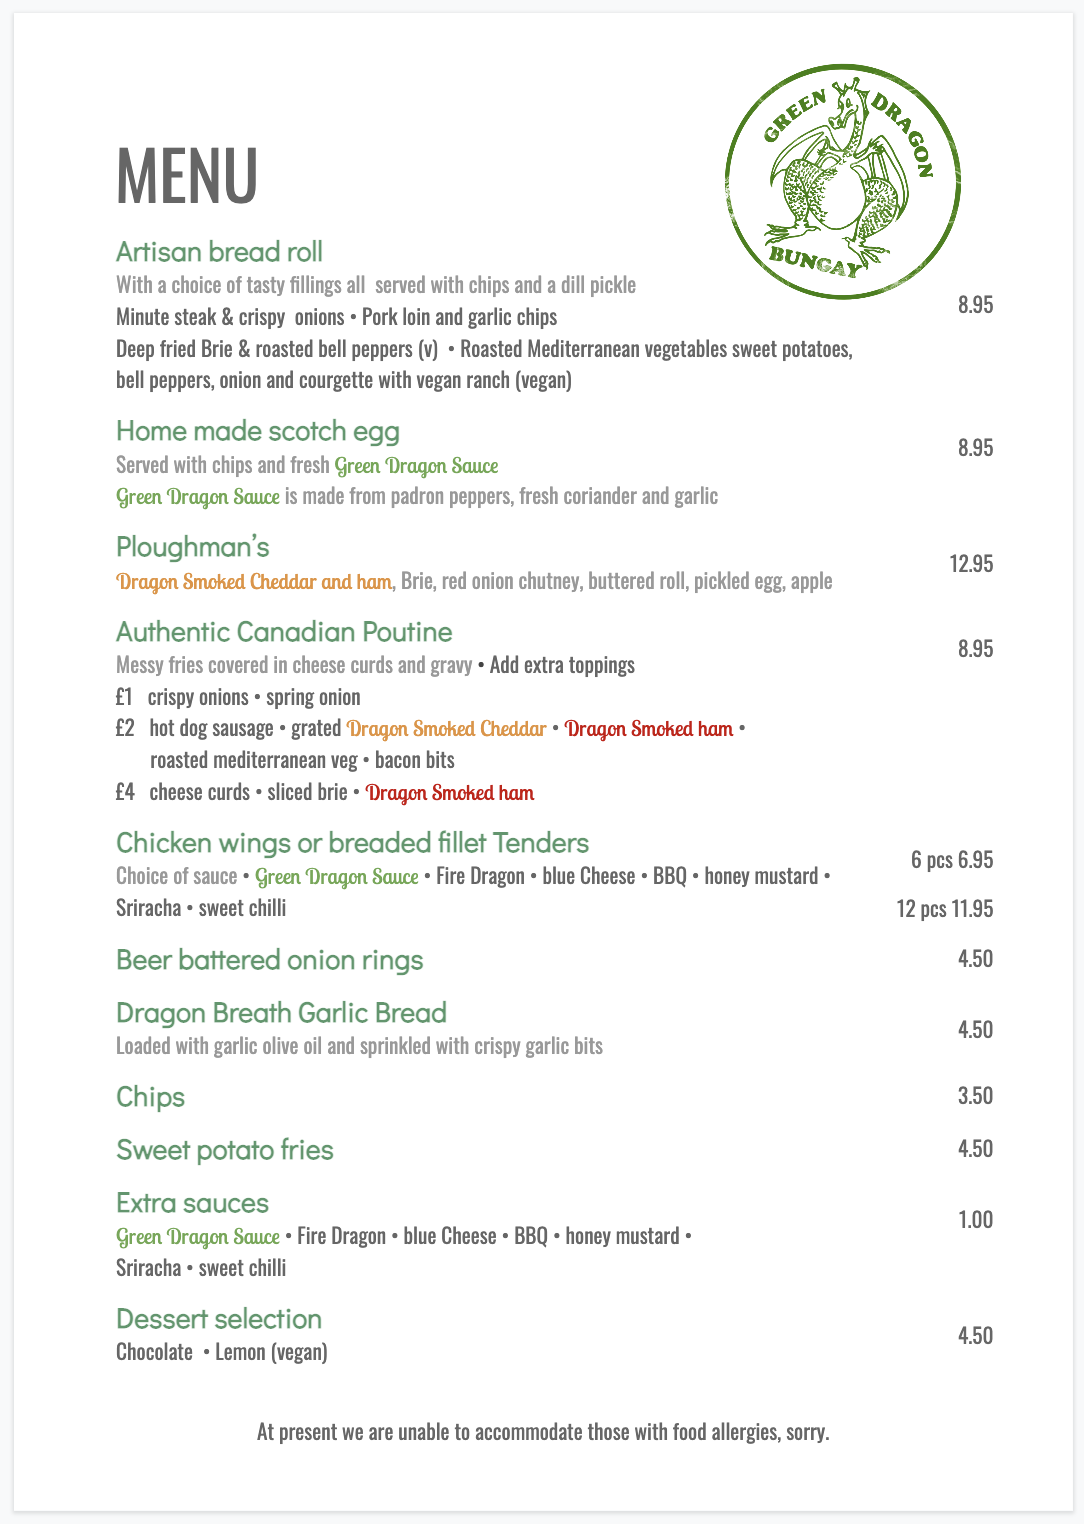 GREEN DRAGON
BUNGAY
MENU
Artisan bread roll
With a choice of tasty fillings all  served with chips and a dill pickle
8.95
Minute steak & crispy  onions • Pork loin and garlic chips
Deep fried Brie & roasted bell peppers (v)  • Roasted Mediterranean vegetables sweet potatoes,
bell peppers, onion and courgette with vegan ranch (vegan)
Home made scotch egg
8.95
Served with chips and fresh Green Dragon Sauce
Green Dragon Sauce is made from padron peppers, fresh coriander and garlic
Ploughman's
12.95
Dragon Smoked Cheddar and ham, Brie, red onion chutney, buttered roll, pickled egg, apple
Authentic Canadian Poutine
8.95
Messy fries covered in cheese curds and gravy • Add extra toppings
£1 crispy onions • spring onion
£2 hot dog sausage • grated Dragon Smoked Cheddar • Dragon Smoked ham •
roasted mediterranean veg • bacon bits
£4 cheese curds • sliced brie • Dragon Smoked ham
Chicken wings or breaded fillet Tenders
6 pcs 6.95
Choice of sauce • Green Dragon Sauce • Fire Dragon • blue Cheese • BBQ • honey mustard •
Sriracha • sweet chilli
12 pcs 11.95
Beer battered onion rings 4.50
Dragon Breath Garlic Bread
4.50
Loaded with garlic olive oil and sprinkled with crispy garlic bits
Chips 3.50
Sweet potato fries 4.50
Extra sauces
1.00
Green Dragon Sauce • Fire Dragon • blue Cheese • BBQ • honey mustard •
Sriracha • sweet chilli
Dessert selection
4.50
Chocolate  • Lemon (vegan)
At present we are unable to accommodate those with food allergies, sorry.